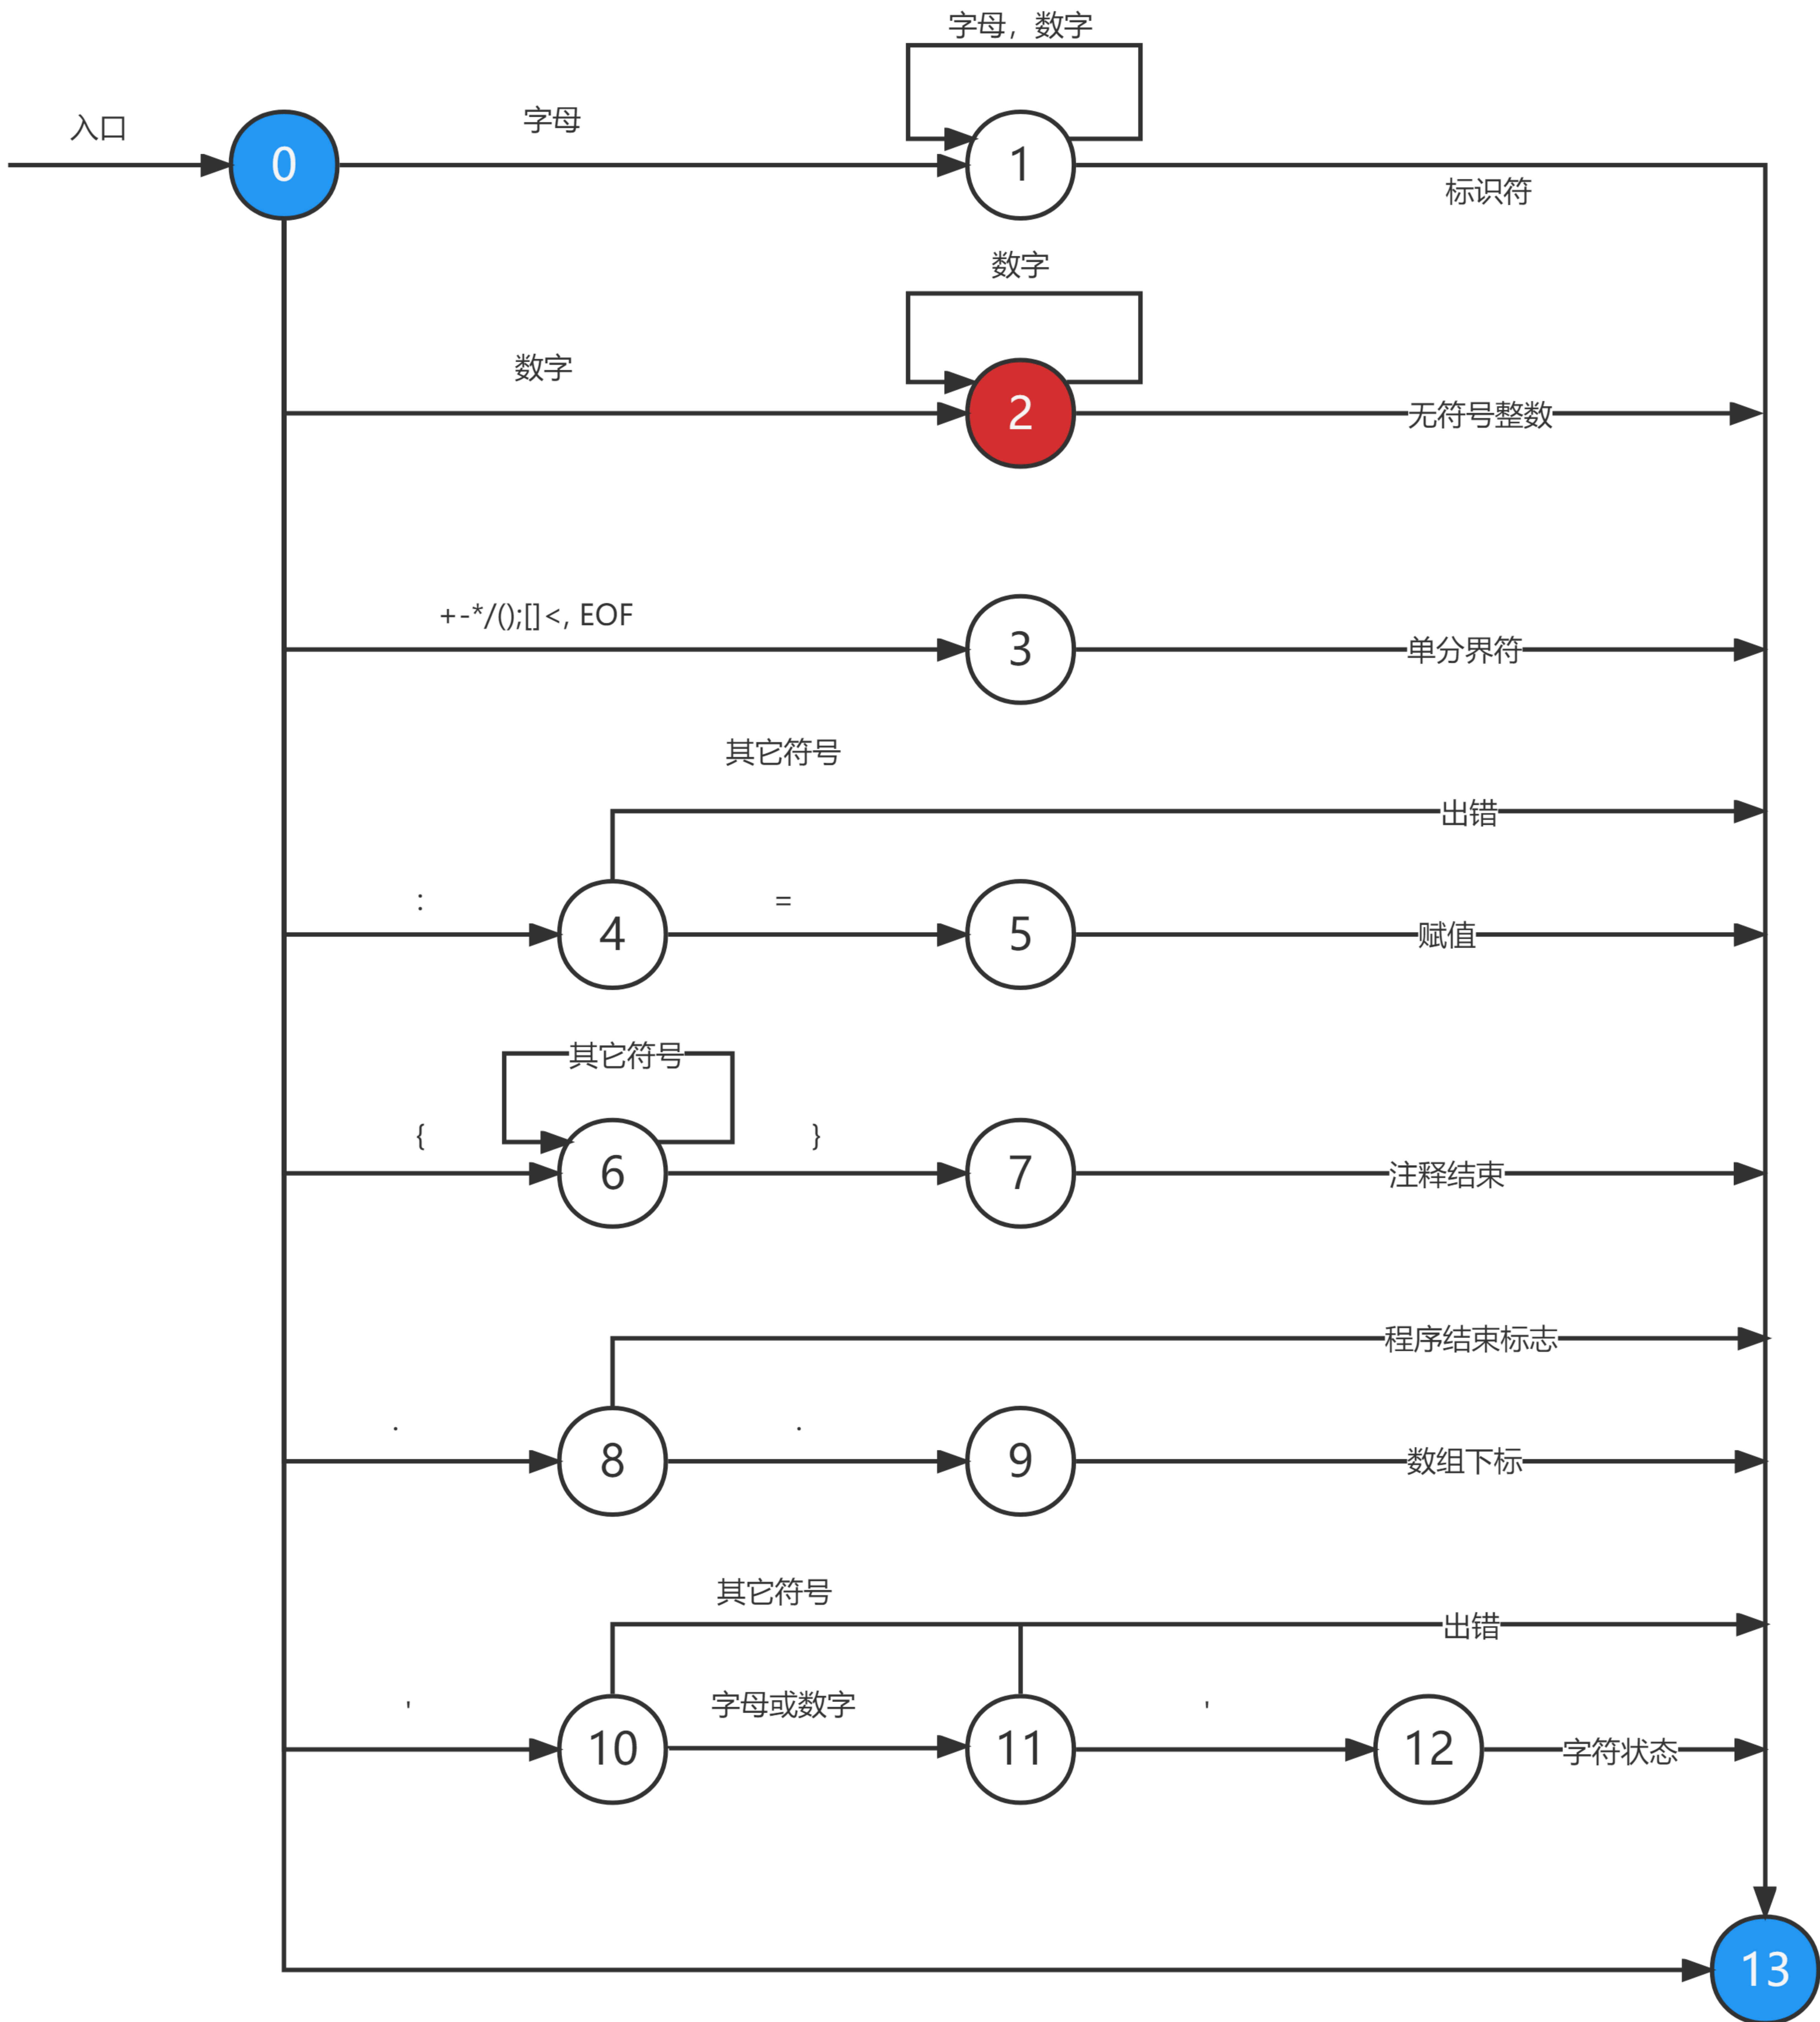 字母，数字
入口
字母
0
1
标识符
数字
数字
2
无符号整数
+-*/();[]<, EOF
3
单分界符
其它符号
出错
:
=
4
5
赋值
其它符号
{
}
6
7
注释结束
程序结束标志
.
.
8
9
数组下标
其它符号
出错
'
字母或数字
'
10
11
12
字符状态
13